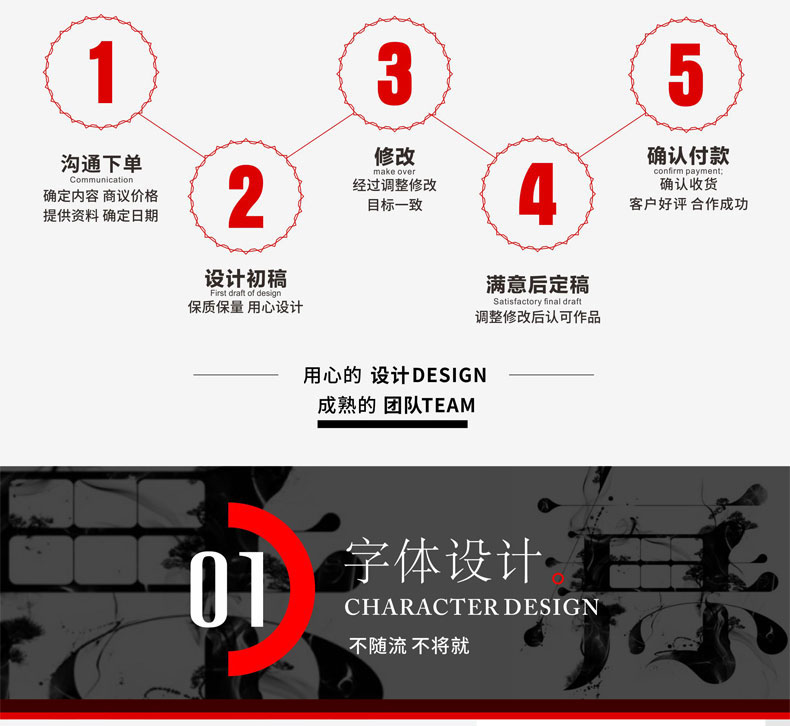 1
沟通下单
Communication
确定内容 商议价格
提供资料 确定日期
2
设计初稿
First draft of design
保质保量 用心设计
3
修改
make over
经过调整修改
目标一致
4
满意后定稿
Satisfactory final draft
调整修改后认可作品
5
确认付款
confirm payment;
确认收货
客户好评 合作成功
用心的 设计DESIGN
成熟的 团队TEAM
01
字体设计
CHARACTER DESIGN
不随流 不将就